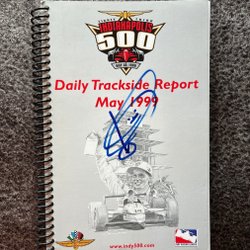 INDIANAPOLIS
500
Daily Trackside Report
May 1999
www.indy500.com